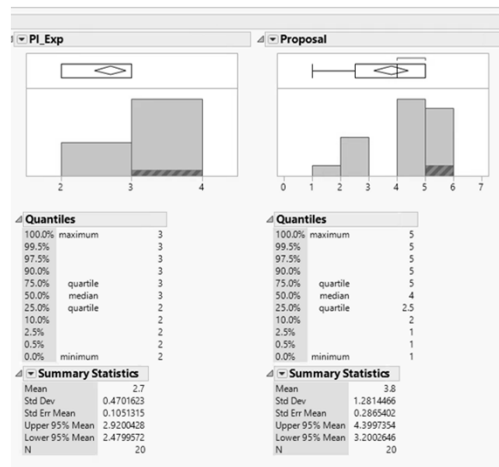 PI_Exp
2 3 4
Quantiles
100.0% maximum 3
99.5% 3
97.5% 3
90.0% 3
75.0% quartile 3
50.0% median 3
25.0% quartile 2
10.0% 2
2.5% 2
0.5% 2
0.0% minimum 2
Summary Statistics
Mean 2.7
Std Dev 0.4701623
Std Err Mean 0.1051315
Upper 95% Mean 2.9200428
Lower 95% Mean 2.4799572
N 20
Proposal
0 1 2 3 4 5 6 7
Quantiles
100.0% maximum 5
99.5% 5
97.5% 5
90.0% 5
75.0% quartile 5
50.0% median 4
25.0% quartile 2.5
10.0% 2
2.5% 1
0.5% 1
0.0% minimum 1
Summary Statistics
Mean 3.8
Std Dev 1.2814466
Std Err Mean 0.2865402
Upper 95% Mean 4.3997354
Lower 95% Mean 3.2002646
N 20